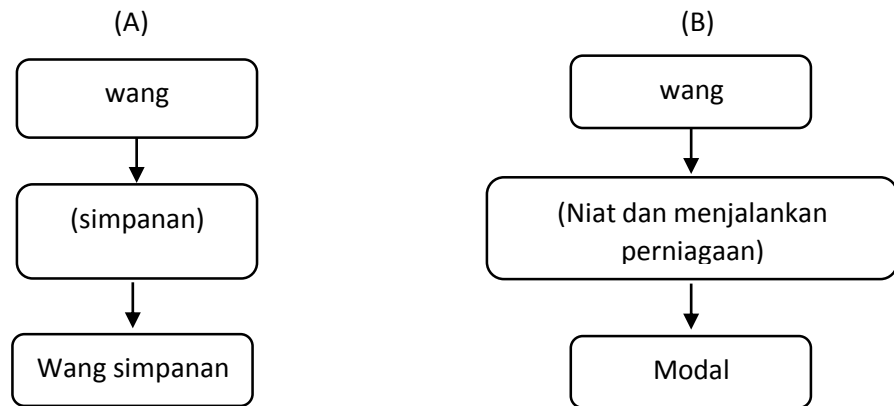 (A)
wang
(simpanan)
Wang simpanan
(B)
wang
(Niat dan menjalankan
perniagaan)
Modal